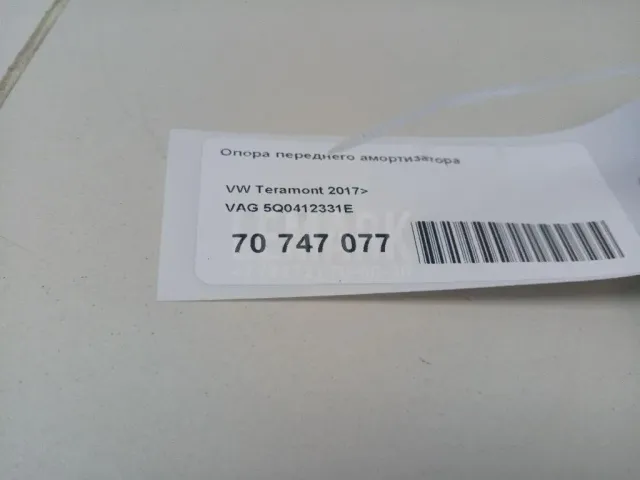 Опора переднего амортизатора
VW Teramont 2017>
VAG 5Q0412331E
70 747 077